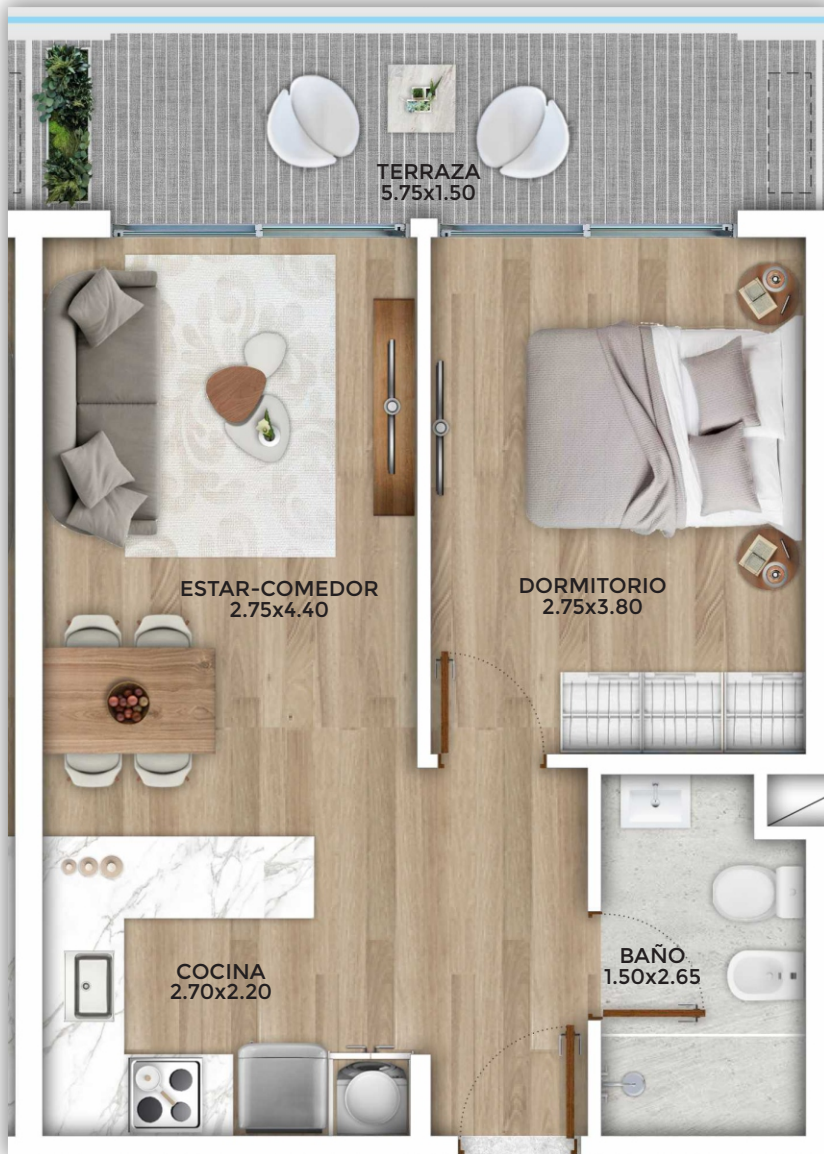 TERRAZA
5.75x1.50
ESTAR-COMEDOR
2.75x4.40
DORMITORIO
2.75x3.80
COCINA
2.70x2.20
BAÑO
1.50x2.65